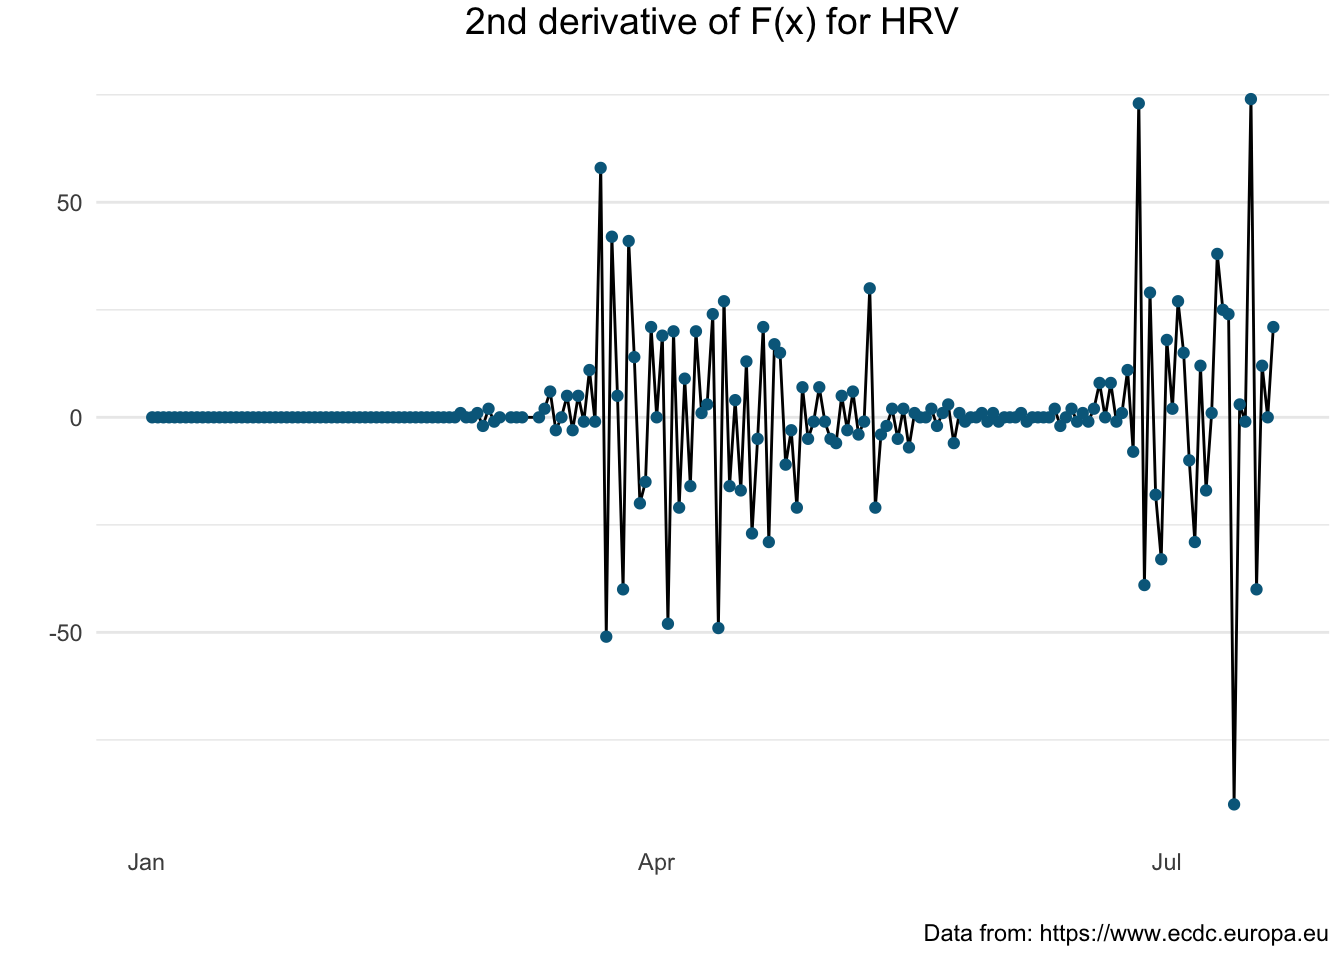 2nd derivative of F(x) for HRV
50
0
-50
Jan Apr Jul
Data from: https://www.ecdc.europa.eu